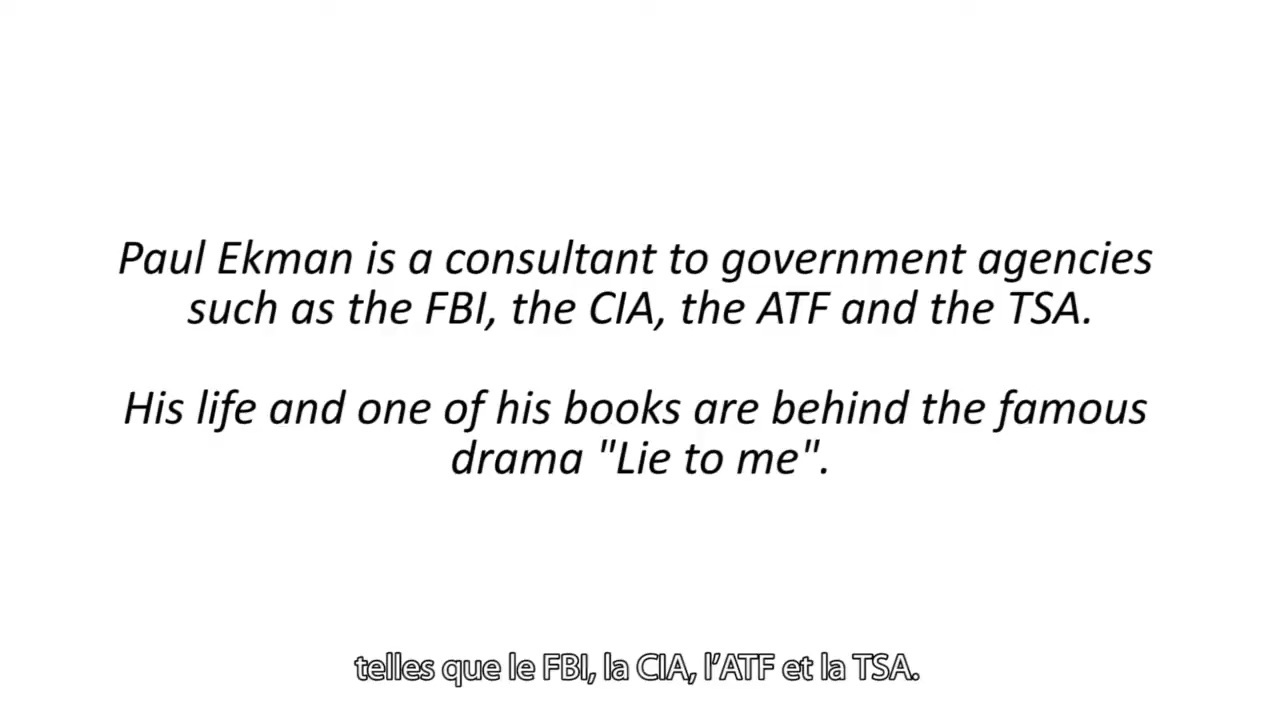 Paul Ekman is a consultant to government agencies
such as the FBI, the CIA, the ATF and the TSA.
His life and one of his books are behind the famous
drama "Lie to me".
telles que le FBI, la CIA, l’ATF et la TSA.